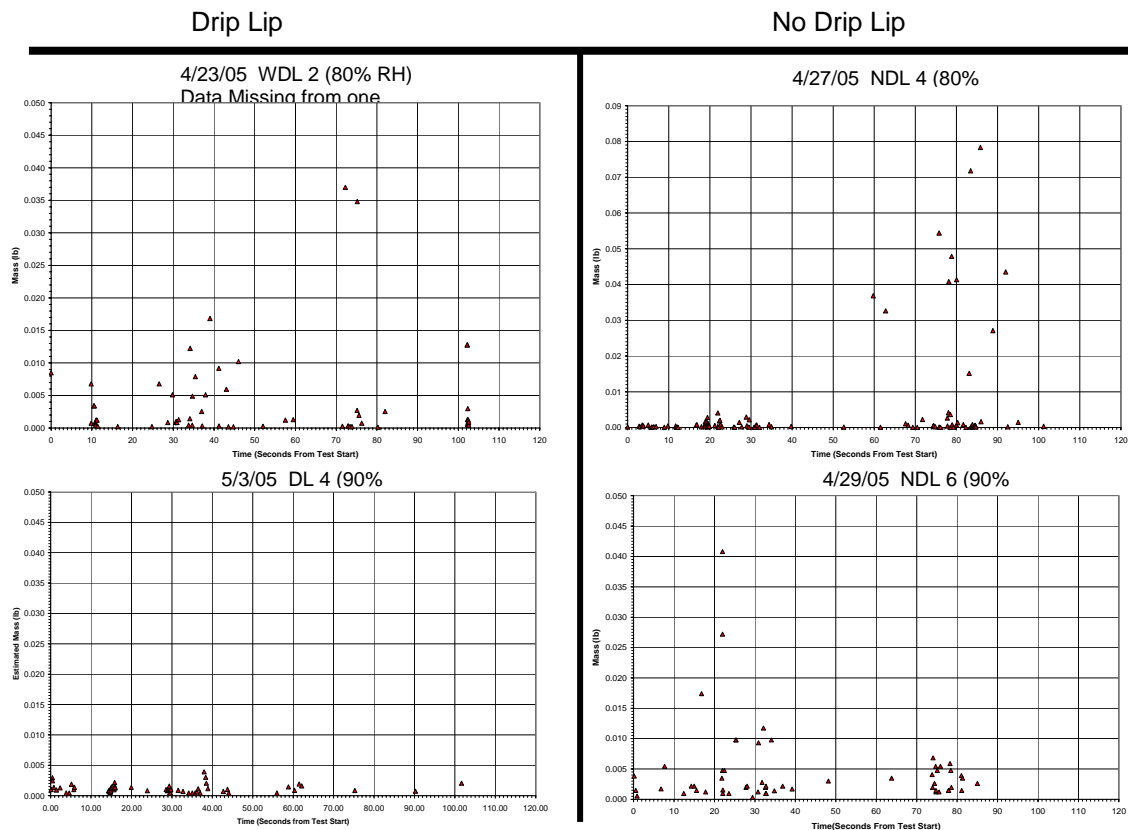 Drip Lip
No Drip Lip
4/23/05 WDL 2 (80% RH)
Data Missing from one
0.050
0.045
0.040
0.035
0.030
0.025
0.020
0.015
0.010
0.005
0.000
Mass (lb)
0 10 20 30 40 50 60 70 80 90 100 110 120
Time (Seconds From Test Start)
4/27/05 NDL 4 (80%
0.09
0.08
0.07
0.06
0.05
0.04
0.03
0.02
0.01
0
Mass (lb)
0 10 20 30 40 50 60 70 80 90 100 110 120
Time (Seconds From Test Start)
5/3/05 DL 4 (90%
0.050
0.045
0.040
0.035
0.030
0.025
0.020
0.015
0.010
0.005
0.000
Estimated Mass (lb)
0.00 10.00 20.00 30.00 40.00 50.00 60.00 70.00 80.00 90.00 100.00 110.00 120.00
Time (Seconds from Test Start)
4/29/05 NDL 6 (90%
0.050
0.045
0.040
0.035
0.030
0.025
0.020
0.015
0.010
0.005
0.000
Mass (lb)
0 10 20 30 40 50 60 70 80 90 100 110 120
Time(Seconds From Test Start)